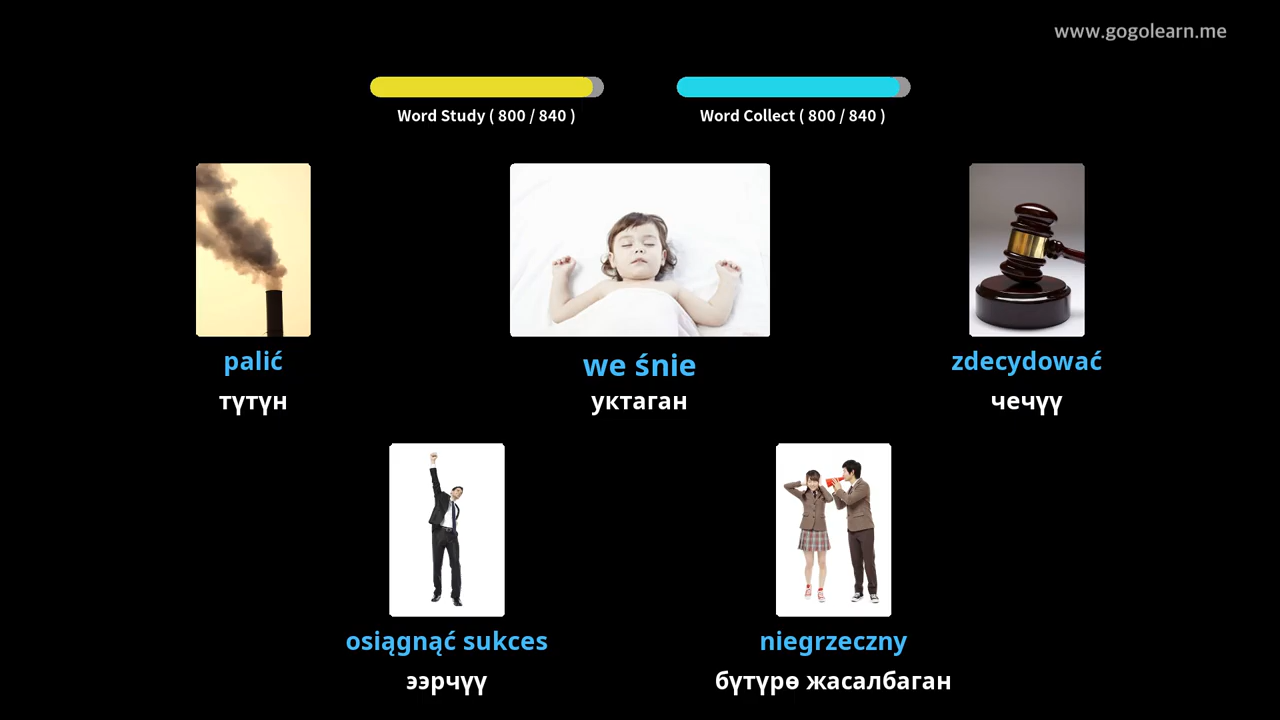 www.gogolearn.me
Word Study ( 800 / 840 )
Word Collect ( 800 / 840 )
palić
түтүн
we śnie
уктаган
zdecydować
чечүү
osiągnąć sukces
ээрчүү
niegrzeczny
бүтүрө жасалбаган